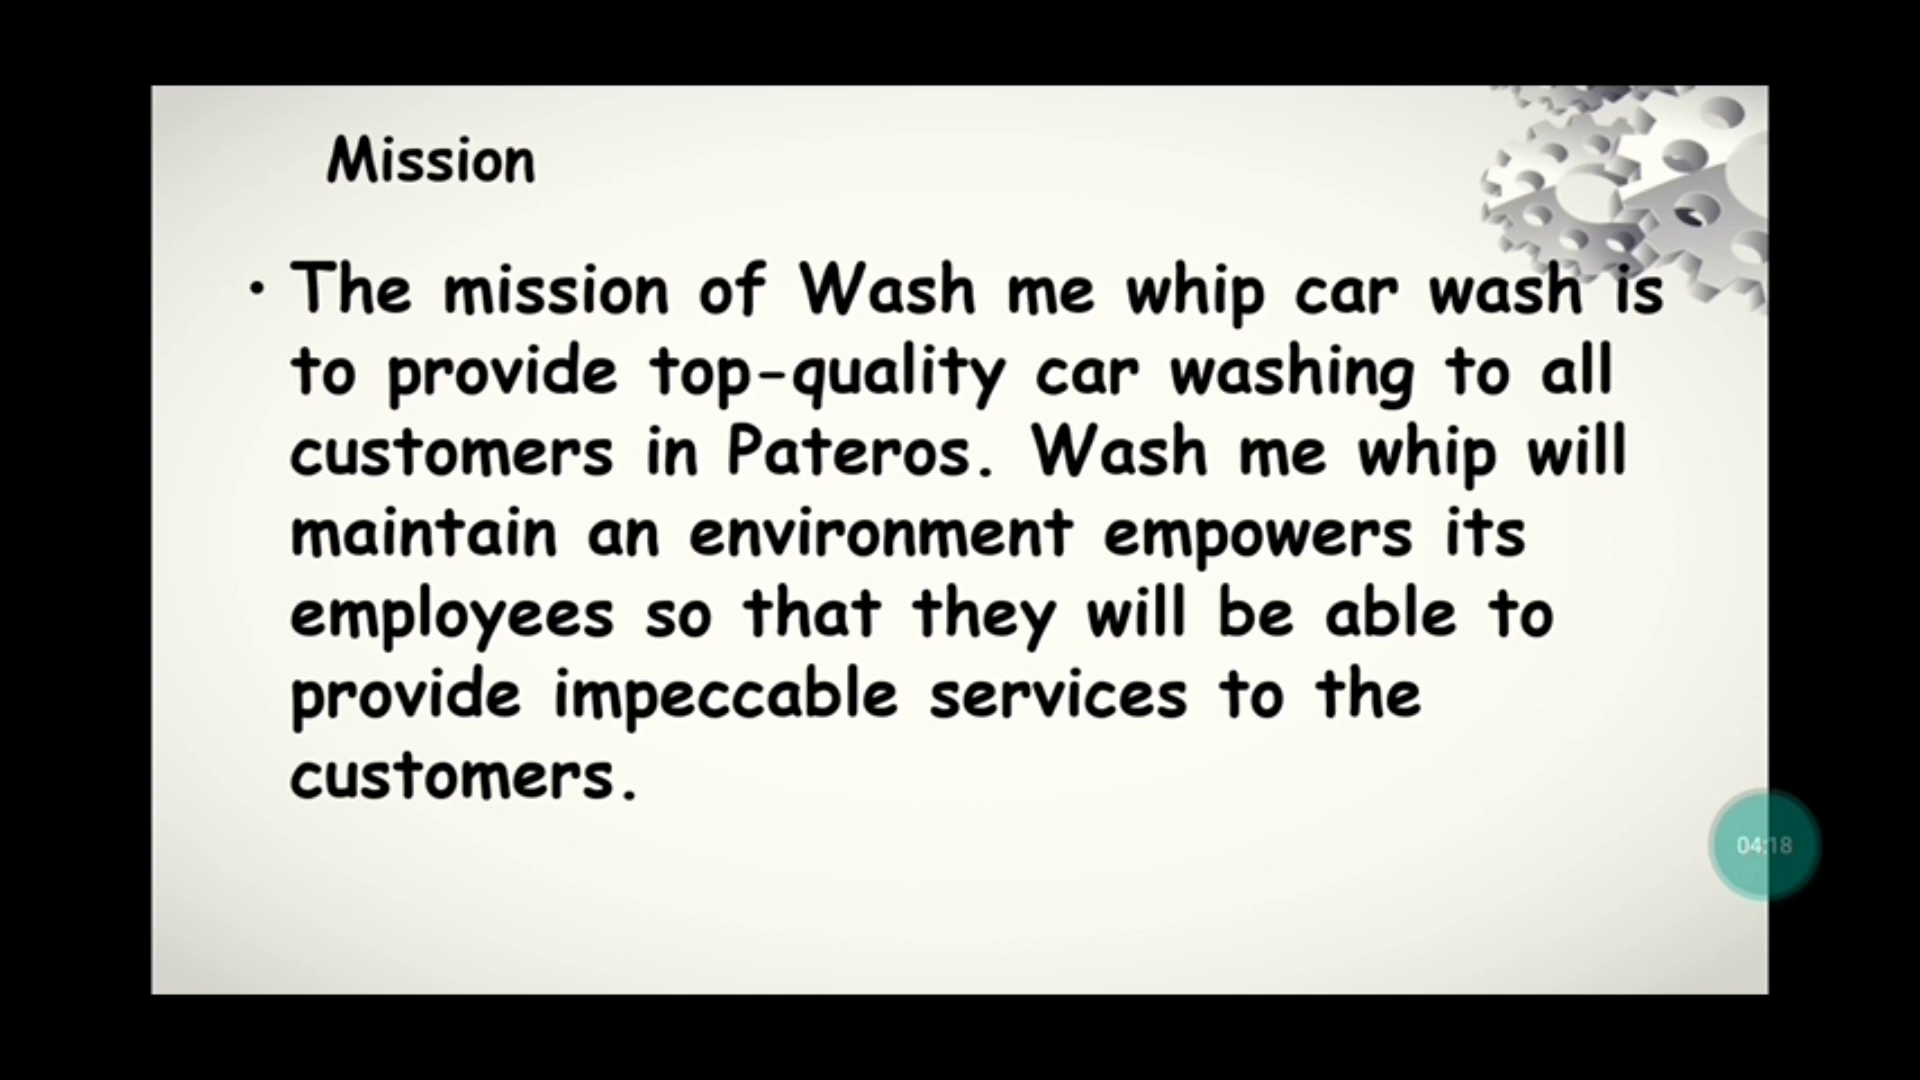 Mission
• The mission of Wash me whip car wash is
to provide top-quality car washing to all
customers in Pateros. Wash me whip will
maintain an environment empowers its
employees so that they will be able to
provide impeccable services to the
customers.
04:18